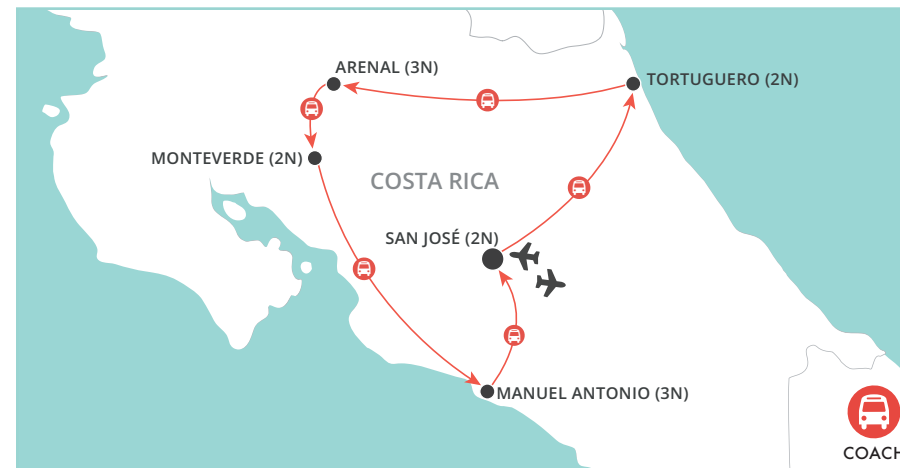 ARENAL (3N)
TORTUGUERO (2N)
MONTEVERDE (2N)
COSTA RICA
SAN JOSÉ (2N)
MANUEL ANTONIO (3N)
COACH